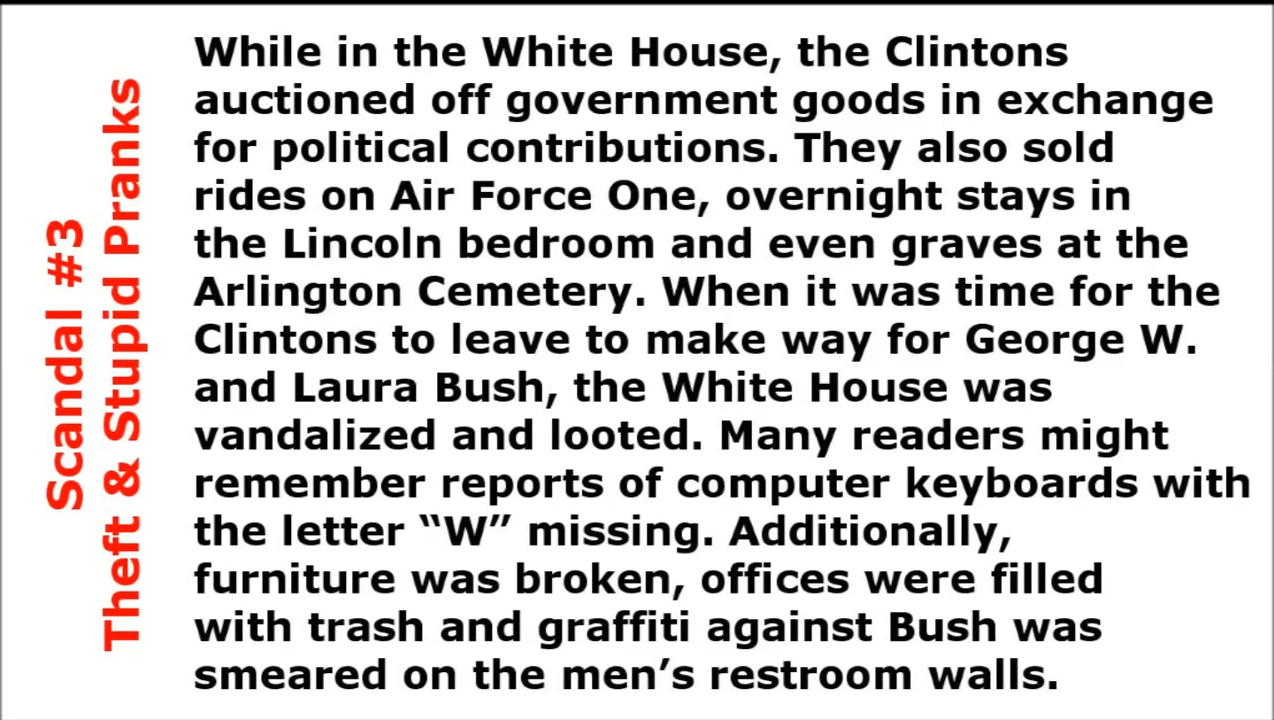 Scandal #3
Theft & Stupid Pranks
While in the White House, the Clintons
auctioned off government goods in exchange
for political contributions. They also sold
rides on Air Force One, overnight stays in
the Lincoln bedroom and even graves at the
Arlington Cemetery. When it was time for the
Clintons to leave to make way for George W.
and Laura Bush, the White House was
vandalized and looted. Many readers might
remember reports of computer keyboards with
the letter “W” missing. Additionally,
furniture was broken, offices were filled
with trash and graffiti against Bush was
smeared on the men’s restroom walls.